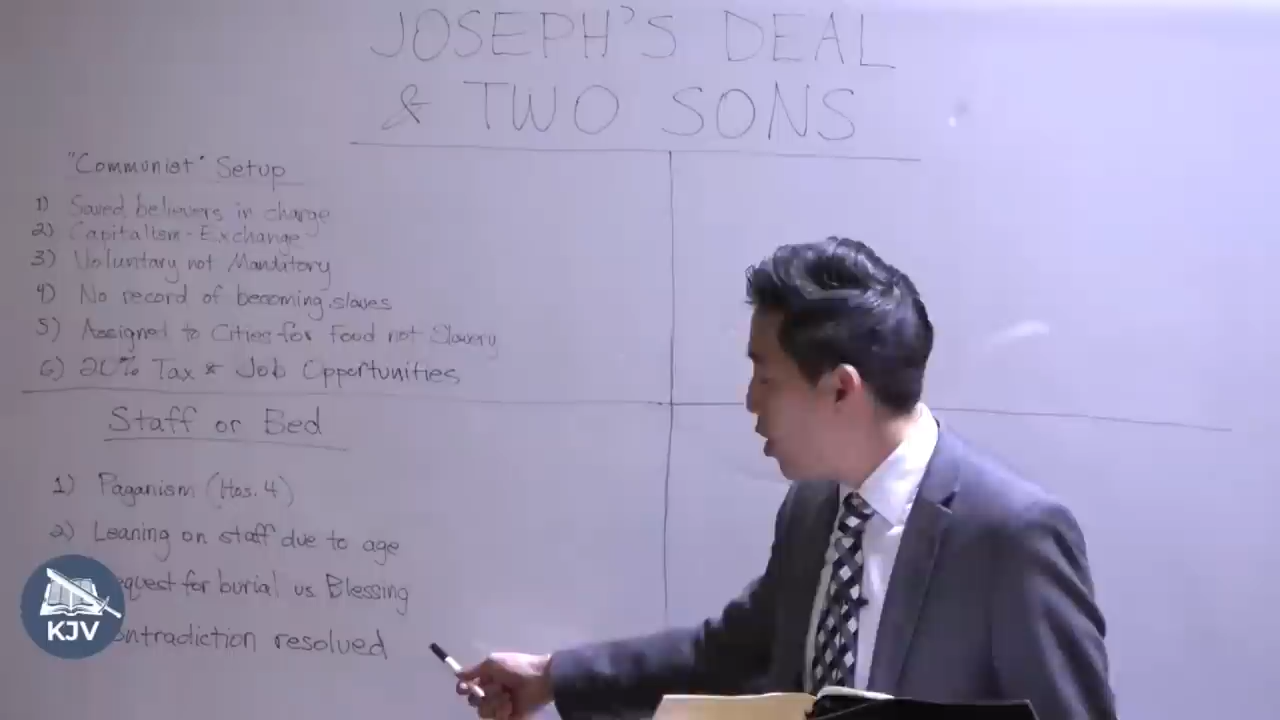 JOSEPH'S DEAL
& TWO SONS
"Communist" Setup
1) Saved believers in charge
2) Capitalism - Exchange
3) Voluntary not Mandatory
4) No record of becoming slaves
5) Assigned to Cities for Food not Slavery
6) 20% Tax & Job Opportunities
Staff or Bed
1) Paganism (Hos. 4)
2) Leaning on staff due to age
equest for burial vs. Blessing
ontradiction resolved
KJV